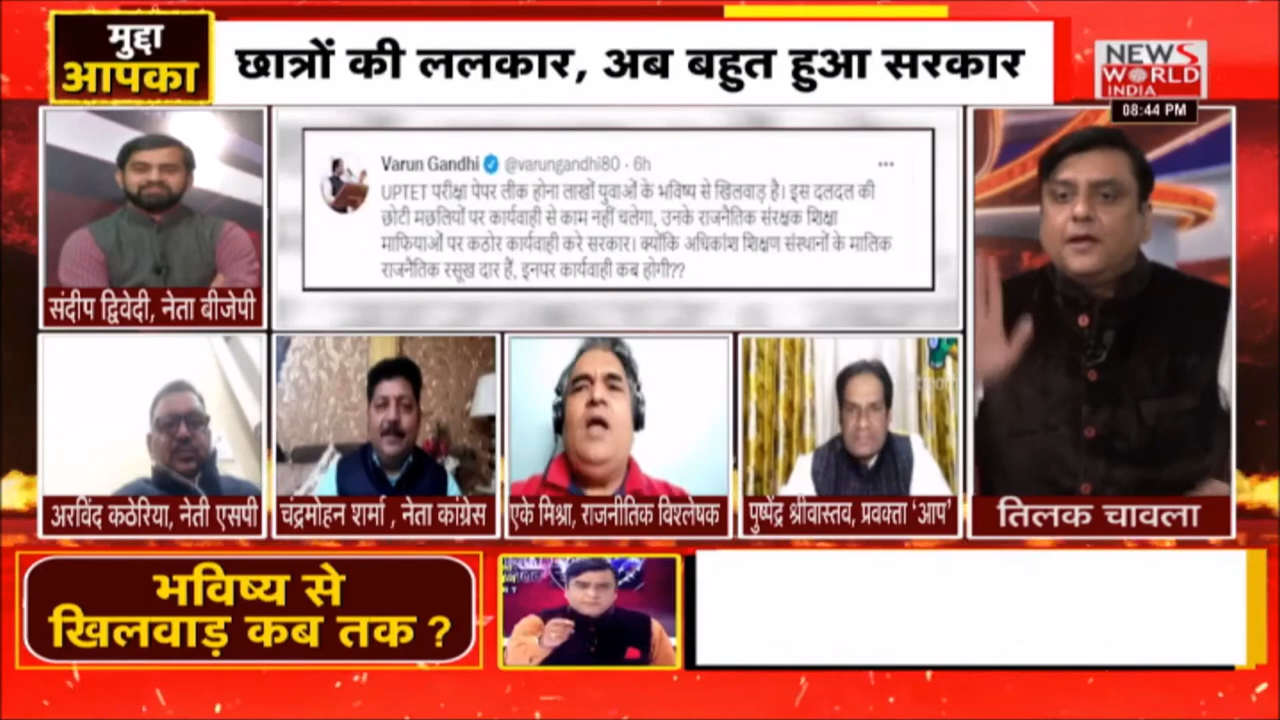 मुद्दा
आपका
छात्रों की ललकार, अब बहुत हुआ सरकार
NEWS
WORLD
INDIA
08:44 PM
Varun Gandhi @varungandhi80 · 6h
UPTET परीक्षा पेपर लीक होना लाखों युवाओं के भविष्य से खिलवाड़ है। इस दलदल की
छोटी मछलियों पर कार्यवाही से काम नहीं चलेगा, उनके राजनैतिक संरक्षक शिक्षा
माफियाओं पर कठोर कार्यवाही करे सरकार। क्योंकि अधिकांश शिक्षण संस्थानों के मालिक
राजनैतिक रसूख दार हैं, इनपर कार्यवाही कब होगी??
संदीप द्विवेदी, नेता बीजेपी
अरविंद कठेरिया, नेती एसपी
चंद्रमोहन शर्मा , नेता कांग्रेस
एके मिश्रा, राजनीतिक विश्लेषक
पुष्पेंद्र श्रीवास्तव, प्रवक्ता ‘आप’
तिलक चावला
भविष्य से
खिलवाड़ कब तक ?